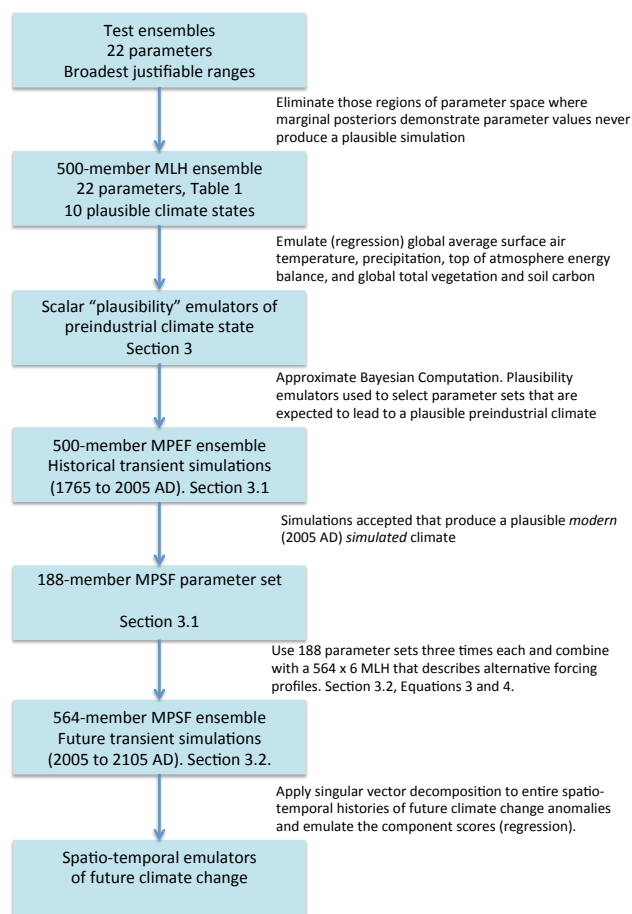 Test ensembles
22 parameters
Broadest justifiable ranges
Eliminate those regions of parameter space where
marginal posteriors demonstrate parameter values never
produce a plausible simulation
500-member MLH ensemble
22 parameters, Table 1
10 plausible climate states
Emulate (regression) global average surface air
temperature, precipitation, top of atmosphere energy
balance, and global total vegetation and soil carbon
Scalar “plausibility” emulators of
preindustrial climate state
Section 3
Approximate Bayesian Computation. Plausibility
emulators used to select parameter sets that are
expected to lead to a plausible preindustrial climate
500-member MPEF ensemble
Historical transient simulations
(1765 to 2005 AD). Section 3.1
Simulations accepted that produce a plausible modern
(2005 AD) simulated climate
188-member MPSF parameter set
Section 3.1
Use 188 parameter sets three times each and combine
with a 564 x 6 MLH that describes alternative forcing
profiles. Section 3.2, Equations 3 and 4.
564-member MPSF ensemble
Future transient simulations
(2005 to 2105 AD). Section 3.2.
Apply singular vector decomposition to entire spatio-
temporal histories of future climate change anomalies
and emulate the component scores (regression).
Spatio-temporal emulators
of future climate change